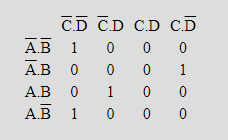 C̅.D̅ C̅.D C.D C.D̅
A̅.B̅ 1 0 0 0
A̅.B 0 0 0 1
A.B 0 1 0 0
A.B̅ 1 0 0 0